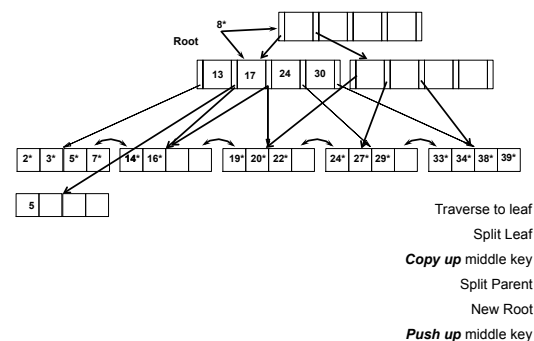 8*
Root
13 17 24 30
2* 3* 5* 7* 14* 16* 19* 20* 22* 24* 27* 29* 33* 34* 38* 39*
5
Traverse to leaf
Split Leaf
Copy up middle key
Split Parent
New Root
Push up middle key